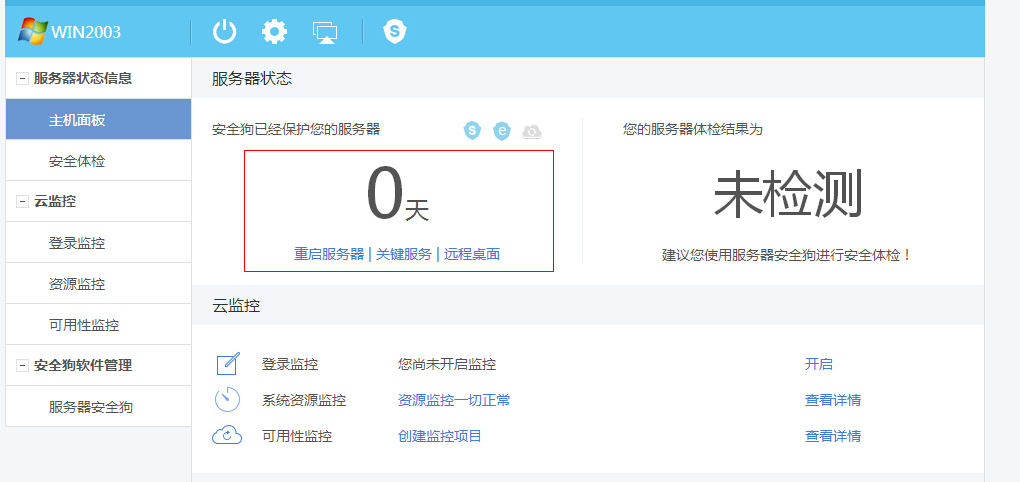 WIN2003
服务器状态信息
主机面板
安全体检
云监控
登录监控
资源监控
可用性监控
安全狗软件管理
服务器安全狗
服务器状态
安全狗已经保护您的服务器
0天
重启服务器 | 关键服务 | 远程桌面
您的服务器体检结果为
未检测
建议您使用服务器安全狗进行安全体检！
云监控
登录监控 您尚未开启监控 开启
系统资源监控 资源监控一切正常 查看详情
可用性监控 创建监控项目 查看详情